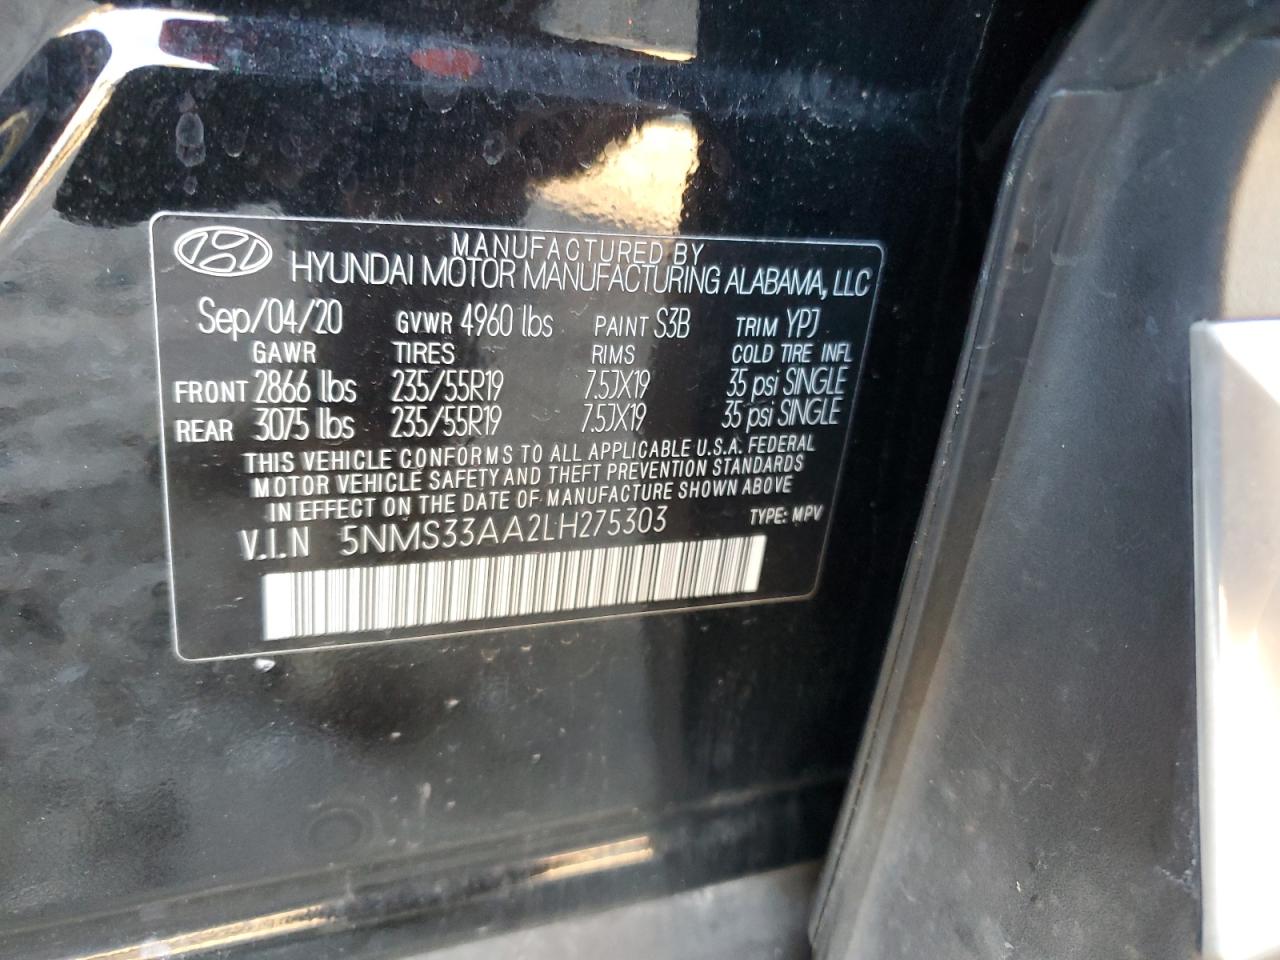 MANUFACTURED BY
HYUNDAI MOTOR MANUFACTURING ALABAMA, LLC
Sep/04/20 GVWR 4960 lbs PAINT S3B TRIM YPJ
GAWR TIRES RIMS COLD TIRE INFL
FRONT 2866 lbs 235/55R19 7.5JX19 35 psi SINGLE
REAR 3075 lbs 235/55R19 7.5JX19 35 psi SINGLE
THIS VEHICLE CONFORMS TO ALL APPLICABLE U.S.A. FEDERAL
MOTOR VEHICLE SAFETY AND THEFT PREVENTION STANDARDS
IN EFFECT ON THE DATE OF MANUFACTURE SHOWN ABOVE
V.I.N 5NMS33AA2LH275303 TYPE: MPV